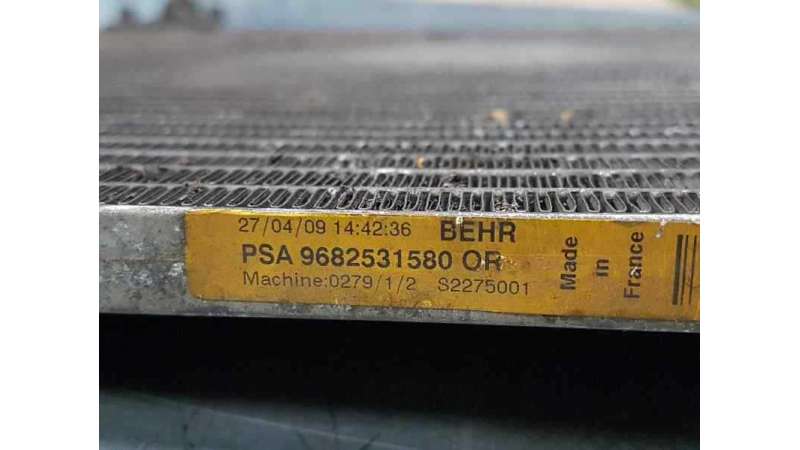 27/04/09 14:42:36 BEHR
PSA 9682531580 OR
Machine:0279/1/2 S2275001
Made
in
France